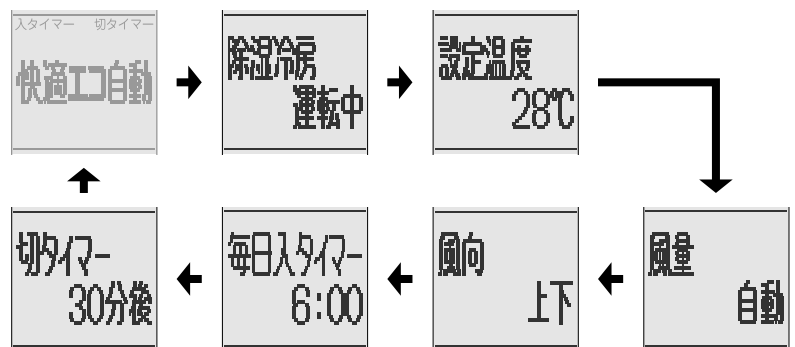 入タイマー 切タイマー
快適エコ自動
除湿冷房
運転中
設定温度
28℃
風量
自動
風向
上下
毎日入タイマー
6:00
切タイマー
30分後